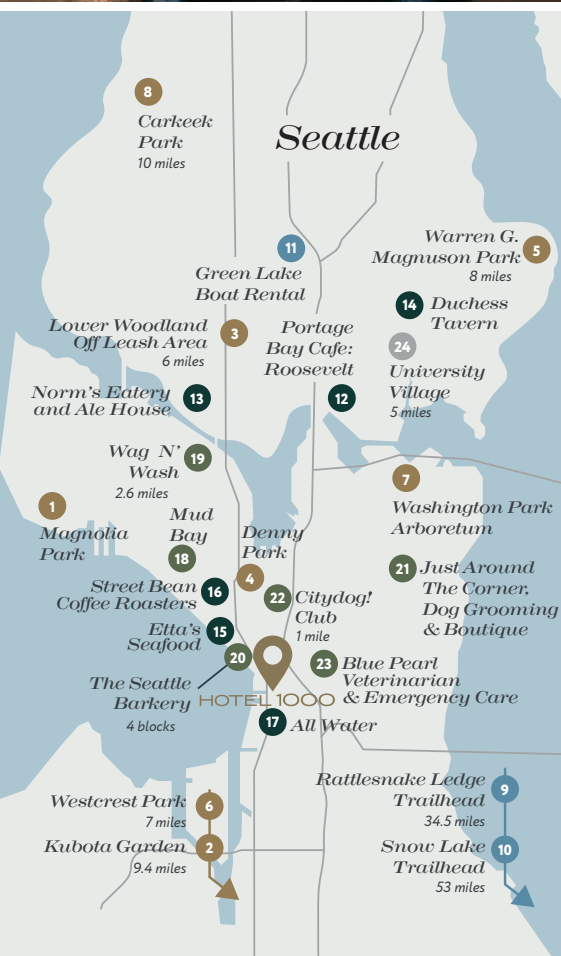 8
Carkeek
Park
10 miles
Seattle
11
Green Lake
Boat Rental
Warren G.
Magnuson Park
8 miles
5
14
Duchess
Tavern
Lower Woodland
Off Leash Area
6 miles
3
Portage
Bay Cafe:
Roosevelt
12
24
University
Village
5 miles
Norm's Eatery
and Ale House
13
Wag N'
Wash
2.6 miles
19
7
Washington Park
Arboretum
1
Magnolia
Park
Mud
Bay
18
Denny
Park
4
Street Bean
Coffee Roasters
16
22
Citydog!
Club
1 mile
21
Just Around
The Corner,
Dog Grooming
& Boutique
Etta's
Seafood
15
20
The Seattle
Barkery
4 blocks
HOTEL 1000
23
Blue Pearl
Veterinarian
& Emergency Care
17
All Water
Westcrest Park
7 miles
6
Kubota Garden
9.4 miles
2
Rattlesnake Ledge
Trailhead
34.5 miles
9
Snow Lake
Trailhead
53 miles
10